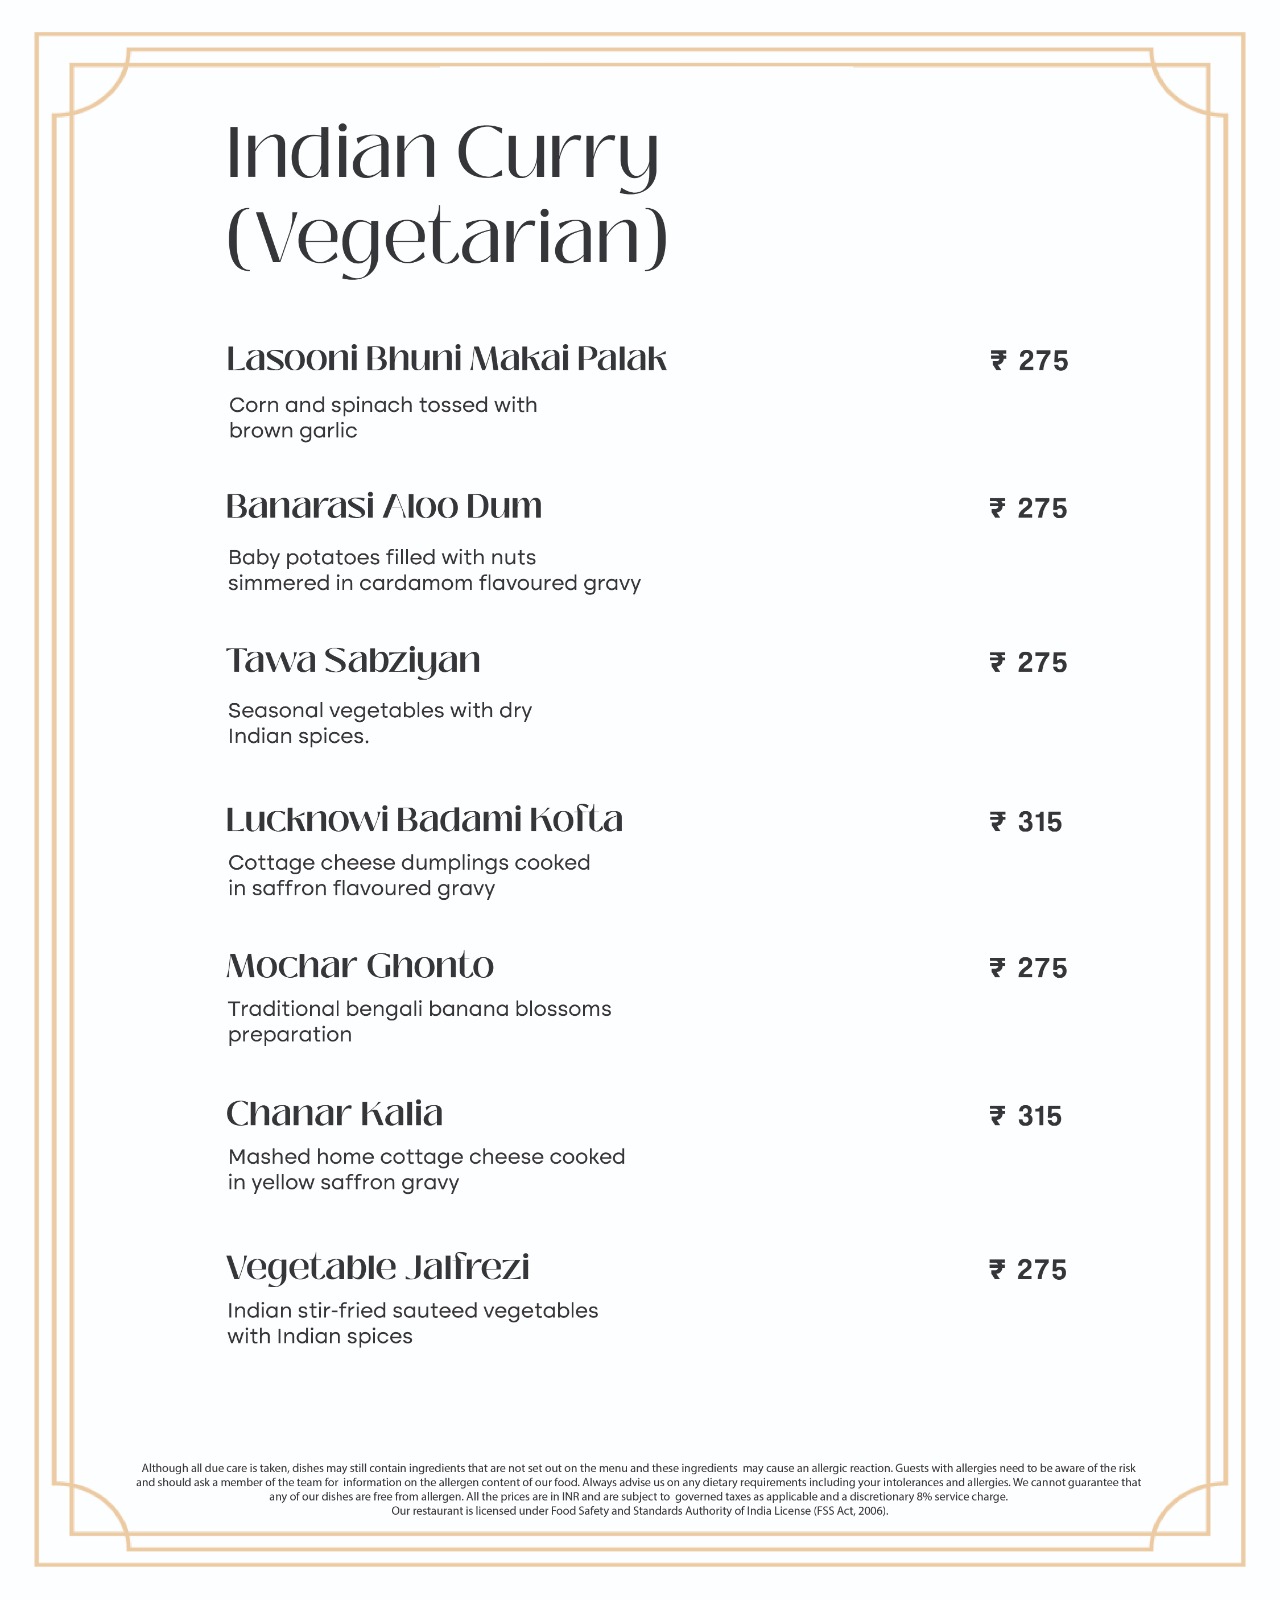 Indian Curry
(Vegetarian)
Lasooni Bhuni Makai Palak ₹ 275
Corn and spinach tossed with
brown garlic
Banarasi Aloo Dum ₹ 275
Baby potatoes filled with nuts
simmered in cardamom flavoured gravy
Tawa Sabziyan ₹ 275
Seasonal vegetables with dry
Indian spices.
Lucknowi Badami Kofta ₹ 315
Cottage cheese dumplings cooked
in saffron flavoured gravy
Mochar Ghonto ₹ 275
Traditional bengali banana blossoms
preparation
Chanar Kalia ₹ 315
Mashed home cottage cheese cooked
in yellow saffron gravy
Vegetable Jalfrezi ₹ 275
Indian stir-fried sauteed vegetables
with Indian spices
Although all due care is taken, dishes may still contain ingredients that are not set out on the menu and these ingredients may cause an allergic reaction. Guests with allergies need to be aware of the risk
and should ask a member of the team for information on the allergen content of our food. Always advise us on any dietary requirements including your intolerances and allergies. We cannot guarantee that
any of our dishes are free from allergen. All the prices are in INR and are subject to governed taxes as applicable and a discretionary 8% service charge.
Our restaurant is licensed under Food Safety and Standards Authority of India License (FSS Act, 2006).